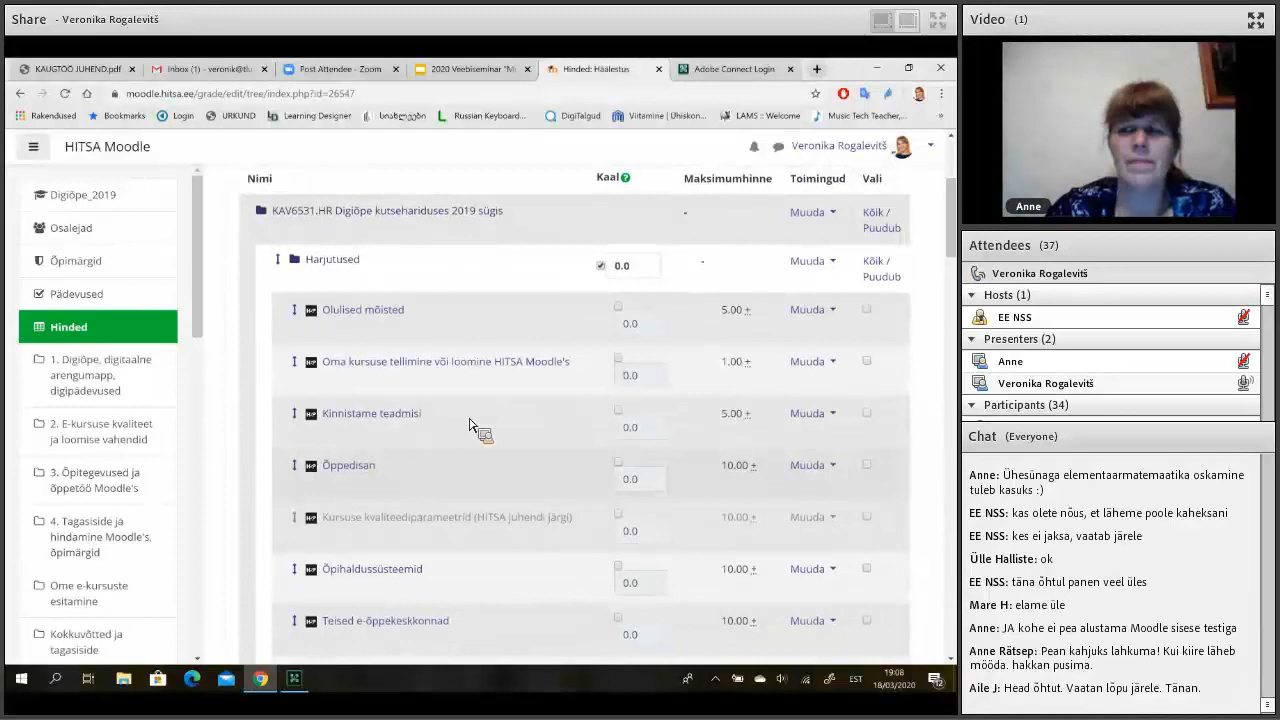 Share - Veronika Rogalevitš
Video (1)
KAUGTÖÖ JUHEND.pdf
Inbox (1) - veronik@tlu
Post Attendee - Zoom
2020 Veebiseminar "M
Hinded: Häälestus
Adobe Connect Login
moodle.hitsa.ee/grade/edit/tree/index.php?id=26547
Rakendused
Bookmarks
Login
URKUND
Learning Designer
Russian Keyboard...
DigiTalgud
Viitamine | Ühiskon...
LAMS :: Welcome
Music Tech Teacher,...
HITSA Moodle
Veronika Rogalevitš
Anne
Digiõpe_2019
Osalejad
Õpimärgid
Pädevused
Hinded
1. Digiõpe, digitaalne
arengumapp,
digipädevused
2. E-kursuse kvaliteet
ja loomise vahendid
3. Õpitegevused ja
õppetöö Moodle's
4. Tagasiside ja
hindamine Moodle's,
õpimärgid
Ome e-kursuste
esitamine
Kokkuvõtted ja
tagasiside
Nimi Kaal Maksimumhinne Toimingud Vali
KAV6531.HR Digiõpe kutsehariduses 2019 sügis - Muuda Kõik /
Puudub
Harjutused 0.0 - Muuda Kõik /
Puudub
H-P Olulised mõisted 0.0 5.00 ± Muuda
H-P Oma kursuse tellimine või loomine HITSA Moodle's 0.0 1.00 ± Muuda
H-P Kinnistame teadmisi 0.0 5.00 ± Muuda
H-P Õppedisan 0.0 10.00 ± Muuda
H-P Kursuse kvaliteediparameetrid (HITSA juhendi järgi) 0.0 10.00 ± Muuda
H-P Õpihaldussüsteemid 0.0 10.00 ± Muuda
H-P Teised e-õppekeskkonnad 0.0 10.00 ± Muuda
EST
19:08
18/03/2020
12
Attendees (37)
Veronika Rogalevitš
Hosts (1)
EE NSS
Presenters (2)
Anne
Veronika Rogalevitš
Participants (34)
Chat (Everyone)
Anne: Ühesünaga elementaarmatemaatika oskamine
tuleb kasuks :)
EE NSS: kas olete nõus, et läheme poole kaheksani
EE NSS: kes ei jaksa, vaatab järele
Ülle Halliste: ok
EE NSS: täna õhtul panen veel üles
Mare H: elame üle
Anne: JA kohe ei pea alustama Moodle sisese testiga
Anne Rätsep: Pean kahjuks lahkuma! Kui kiire läheb
mööda. hakkan pusima.
Aile J: Head õhtut. Vaatan lõpu järele. Tänan.